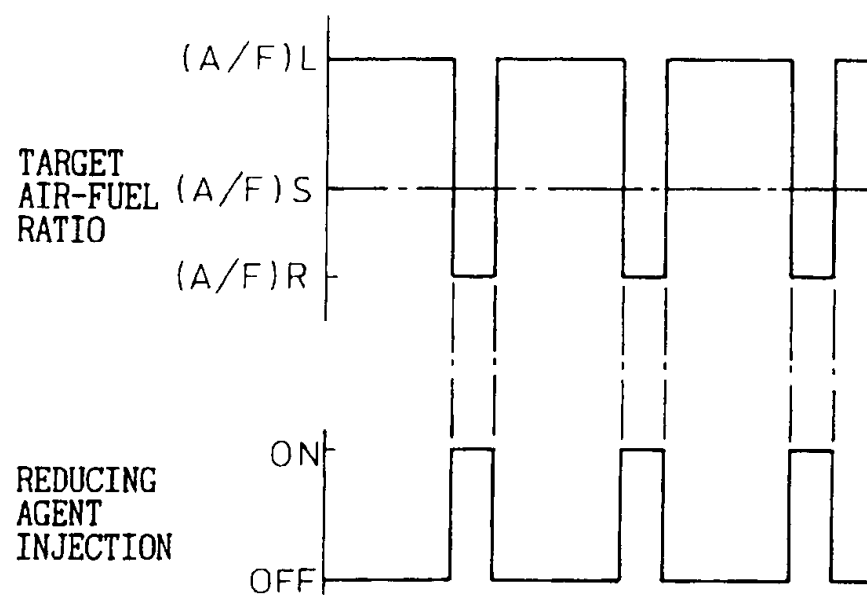 (A/F)L
TARGET
AIR-FUEL
RATIO
(A/F)S
(A/F)R
ON
REDUCING
AGENT
INJECTION
OFF